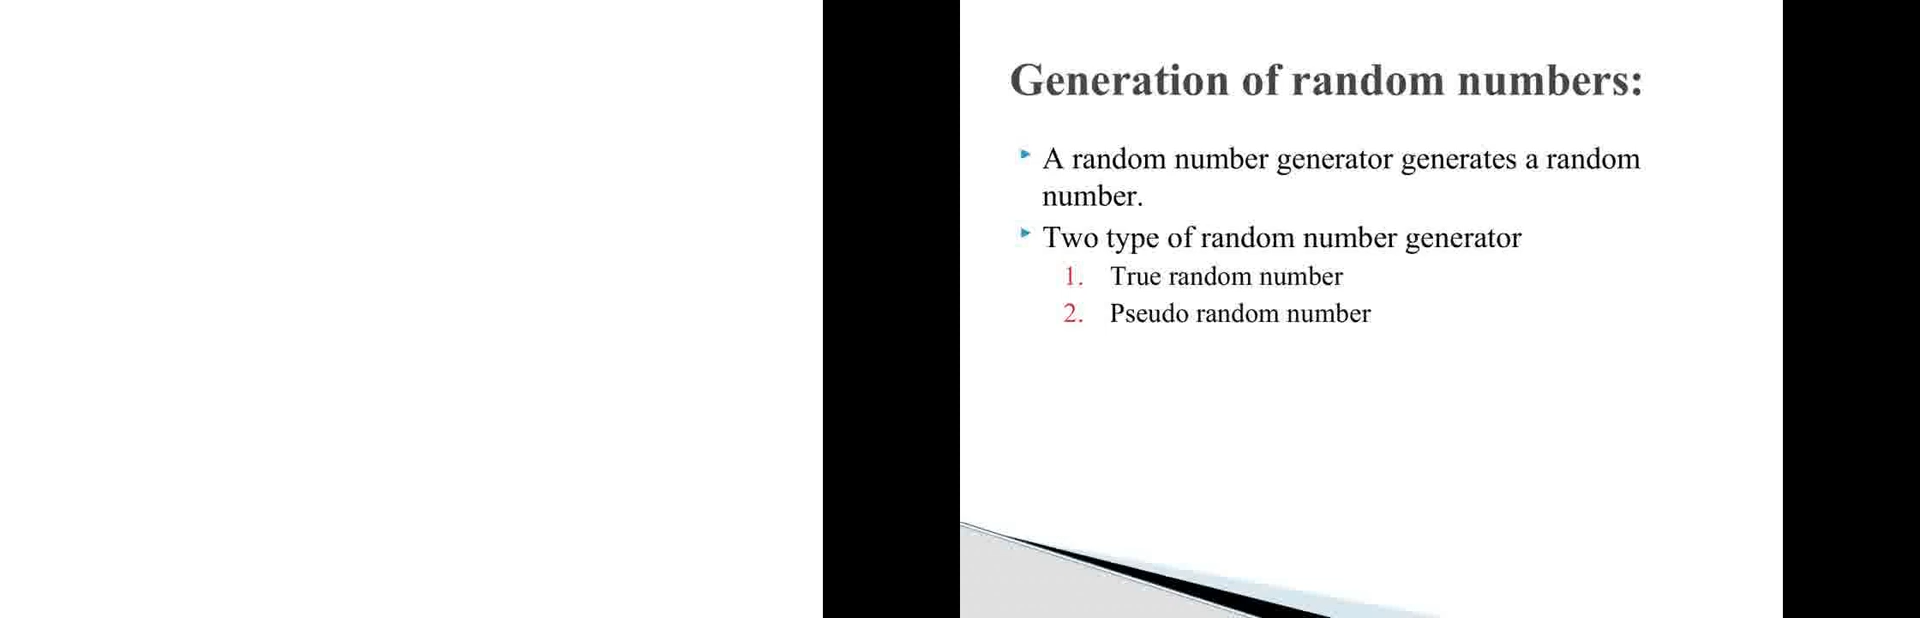 Generation of random numbers:
A random number generator generates a random
number.
Two type of random number generator
1. True random number
2. Pseudo random number